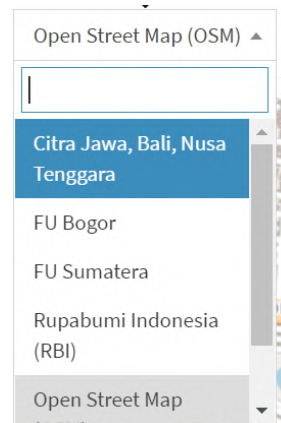 Open Street Map (OSM)
Citra Jawa, Bali, Nusa
Tenggara
FU Bogor
FU Sumatera
Rupabumi Indonesia
(RBI)
Open Street Map